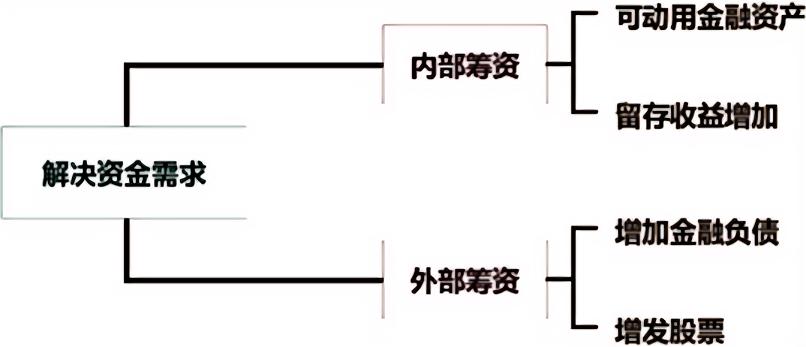 解决资金需求
内部筹资
可动用金融资产
留存收益增加
外部筹资
增加金融负债
增发股票